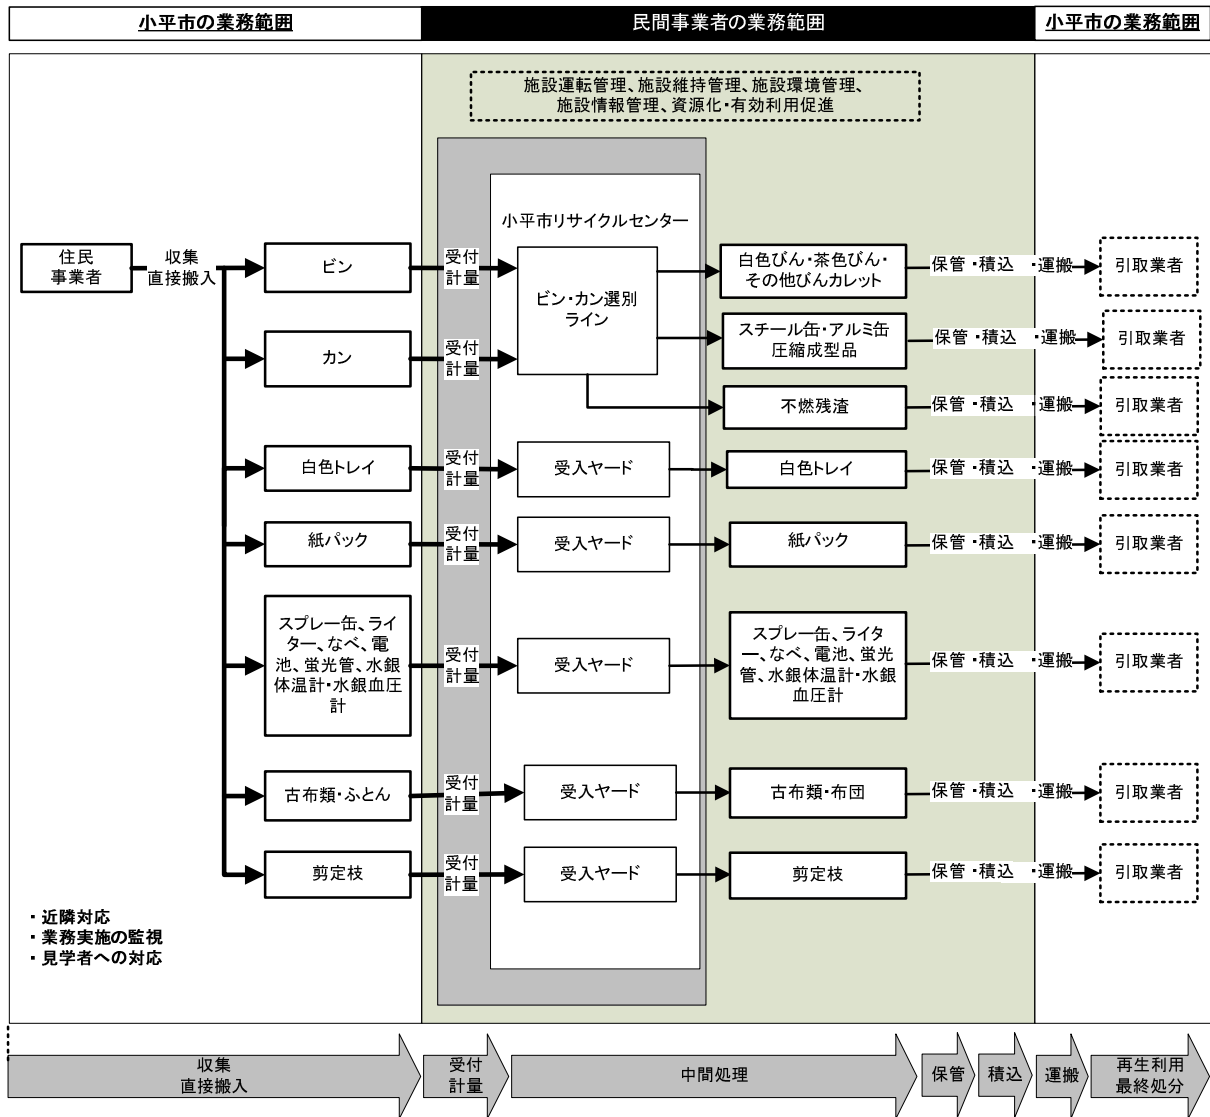 小平市の業務範囲
民間事業者の業務範囲
小平市の業務範囲
施設運転管理、施設維持管理、施設環境管理、
施設情報管理、資源化・有効利用促進
小平市リサイクルセンター
住民
事業者
収集
直接搬入
ビン
受付
計量
ビン・カン選別
ライン
白色びん・茶色びん・
その他びんカレット
保管・積込・運搬
引取業者
カン
受付
計量
スチール缶・アルミ缶
圧縮成型品
保管・積込・運搬
引取業者
不燃残渣
保管・積込・運搬
引取業者
白色トレイ
受付
計量
受入ヤード
白色トレイ
保管・積込・運搬
引取業者
紙パック
受付
計量
受入ヤード
紙パック
保管・積込・運搬
引取業者
スプレー缶、ライ
ター、なべ、電
池、蛍光管、水銀
体温計・水銀血圧
計
受付
計量
受入ヤード
スプレー缶、ライタ
ー、なべ、電池、蛍光
管、水銀体温計・水銀
血圧計
保管・積込・運搬
引取業者
古布類・ふとん
受付
計量
受入ヤード
古布類・布団
保管・積込・運搬
引取業者
剪定枝
受付
計量
受入ヤード
剪定枝
保管・積込・運搬
引取業者
・近隣対応
・業務実施の監視
・見学者への対応
収集
直接搬入
受付
計量
中間処理
保管
積込
運搬
再生利用
最終処分